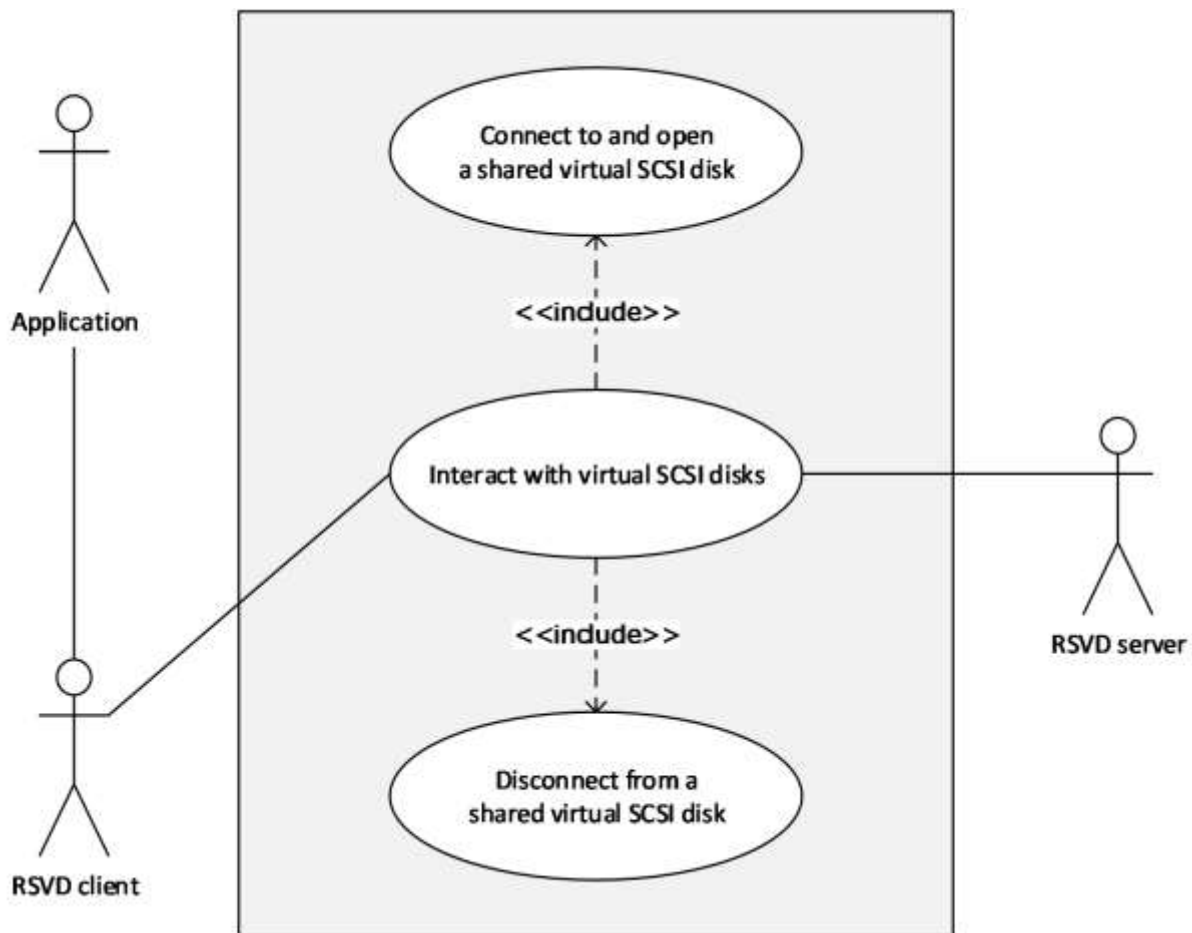 Connect to and open
a shared virtual SCSI disk
Application
<<include>>
Interact with virtual SCSI disks
<<include>>
RSVD server
Disconnect from a
shared virtual SCSI disk
RSVD client